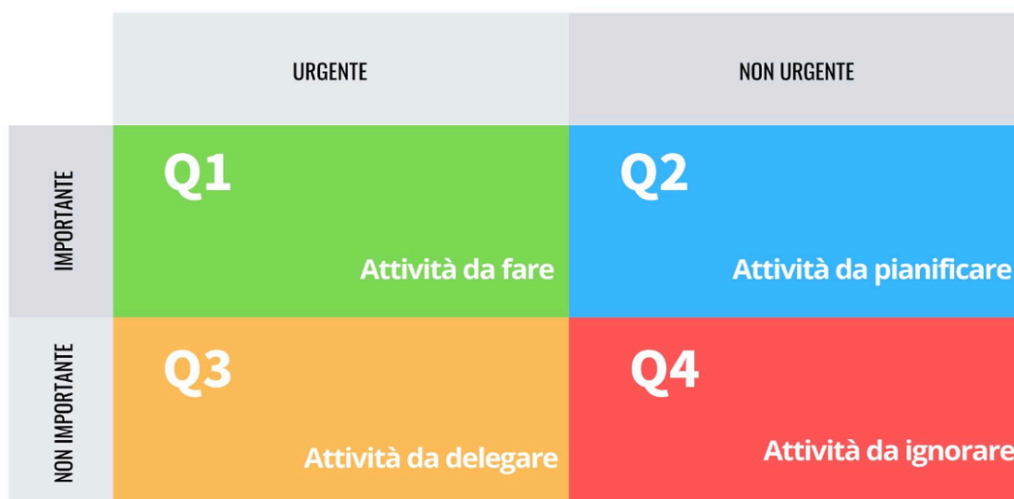 URGENTE
NON URGENTE
IMPORTANTE
Q1
Attività da fare
Q2
Attività da pianificare
NON IMPORTANTE
Q3
Attività da delegare
Q4
Attività da ignorare